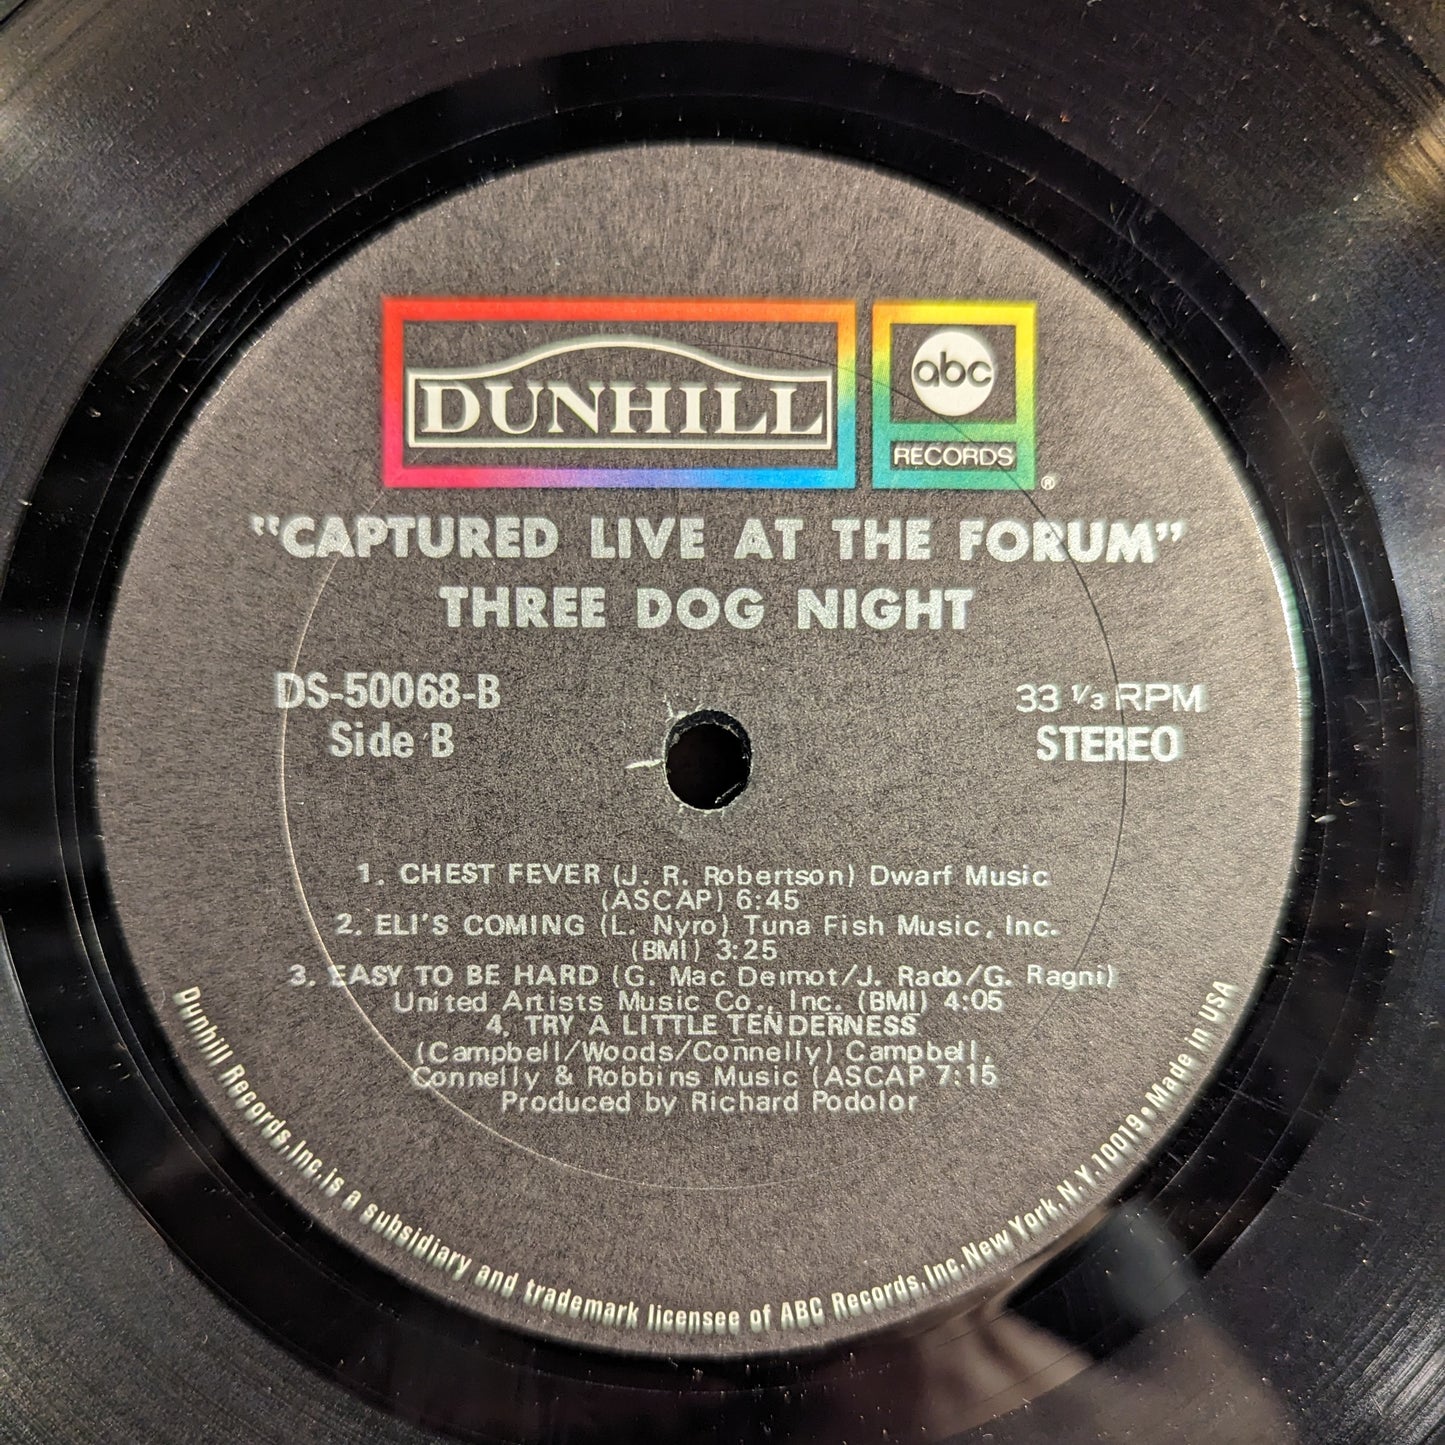 DUNHILL
abc
RECORDS
®
"CAPTURED LIVE AT THE FORUM"
THREE DOG NIGHT
DS-50068-B
Side B
33 1/3 RPM
STEREO
1. CHEST FEVER (J. R. Robertson) Dwarf Music
(ASCAP) 6:45
2. ELI'S COMING (L. Nyro) Tuna Fish Music, Inc.
(BMI) 3:25
3. EASY TO BE HARD (G. Mac Deimot/J. Rado/G. Ragni)
United Artists Music Co., Inc. (BMI) 4:05
4. TRY A LITTLE TENDERNESS
(Campbell/Woods/Connelly) Campbell,
Connelly & Robbins Music (ASCAP 7:15
Produced by Richard Podolor
Dunhill Records, Inc. is a subsidiary and trademark licensee of ABC Records, Inc. New York, N.Y. 10019 • Made in USA